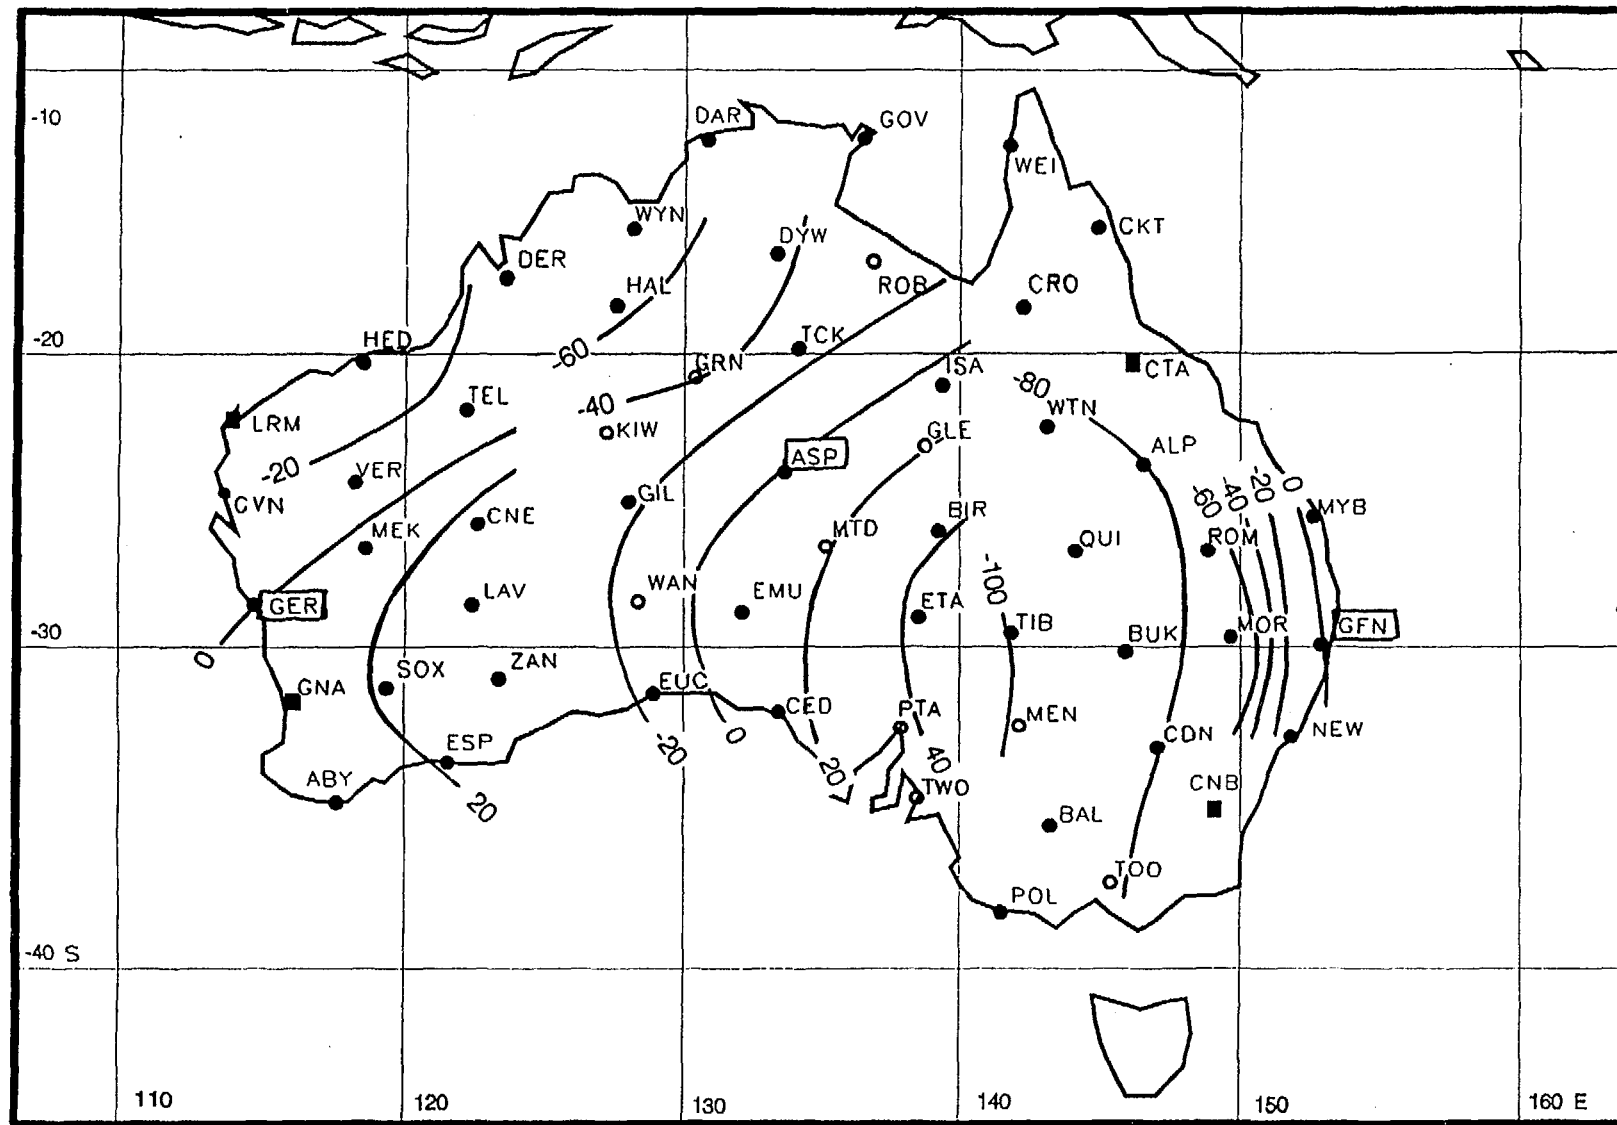 -10
DAR
GOV
WEI
WYN
CKT
DYW
DER
ROB
HAL
CRO
-20
HED
TCK
-60
GRN
ISA
CTA
-80
TEL
-40
WTN
LRM
KIW
GLE
ALP
-20
VER
ASP
CVN
GIL
-60
-40
-20
0
MYB
CNE
MEK
MTD
BIR
QUI
ROM
WAN
EMU
-100
LAV
GER
ETA
TIB
BUK
MOR
GFN
-30
0
SOX
ZAN
GNA
EUC
CED
PTA
MEN
CDN
NEW
-20
0
20
40
ESP
ABY
20
TWO
CNB
BAL
TOO
POL
-40 S
110
120
130
140
150
160 E